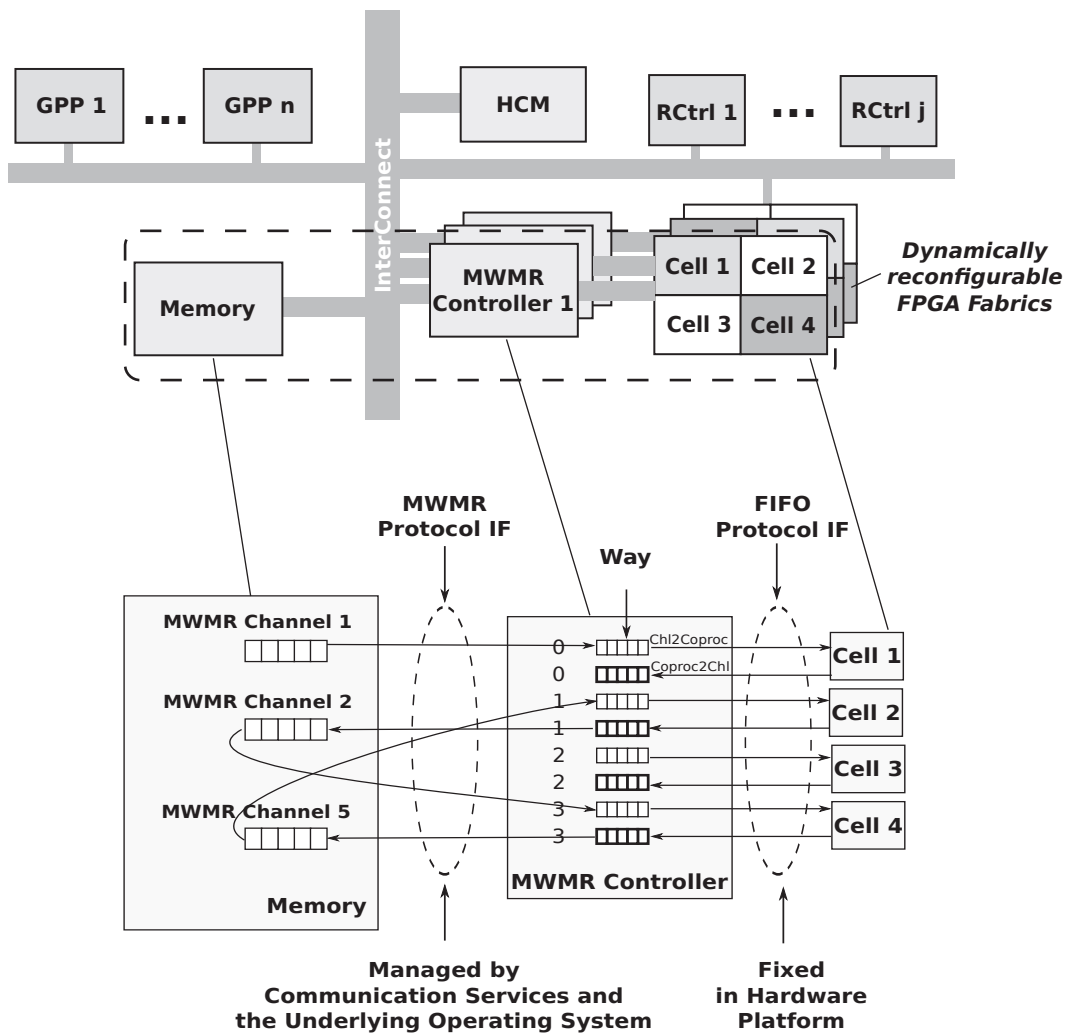 GPP 1
...
GPP n
HCM
RCtrl 1
...
RCtrl j
InterConnect
Memory
MWMR
Controller 1
Cell 1
Cell 2
Cell 3
Cell 4
Dynamically
reconfigurable
FPGA Fabrics
MWMR
Protocol IF
FIFO
Protocol IF
Way
MWMR Channel 1
MWMR Channel 2
MWMR Channel 5
Memory
0
0
1
1
2
2
3
3
Chl2Coproc
Coproc2Chl
MWMR Controller
Cell 1
Cell 2
Cell 3
Cell 4
Managed by
Communication Services and
the Underlying Operating System
Fixed
in Hardware
Platform